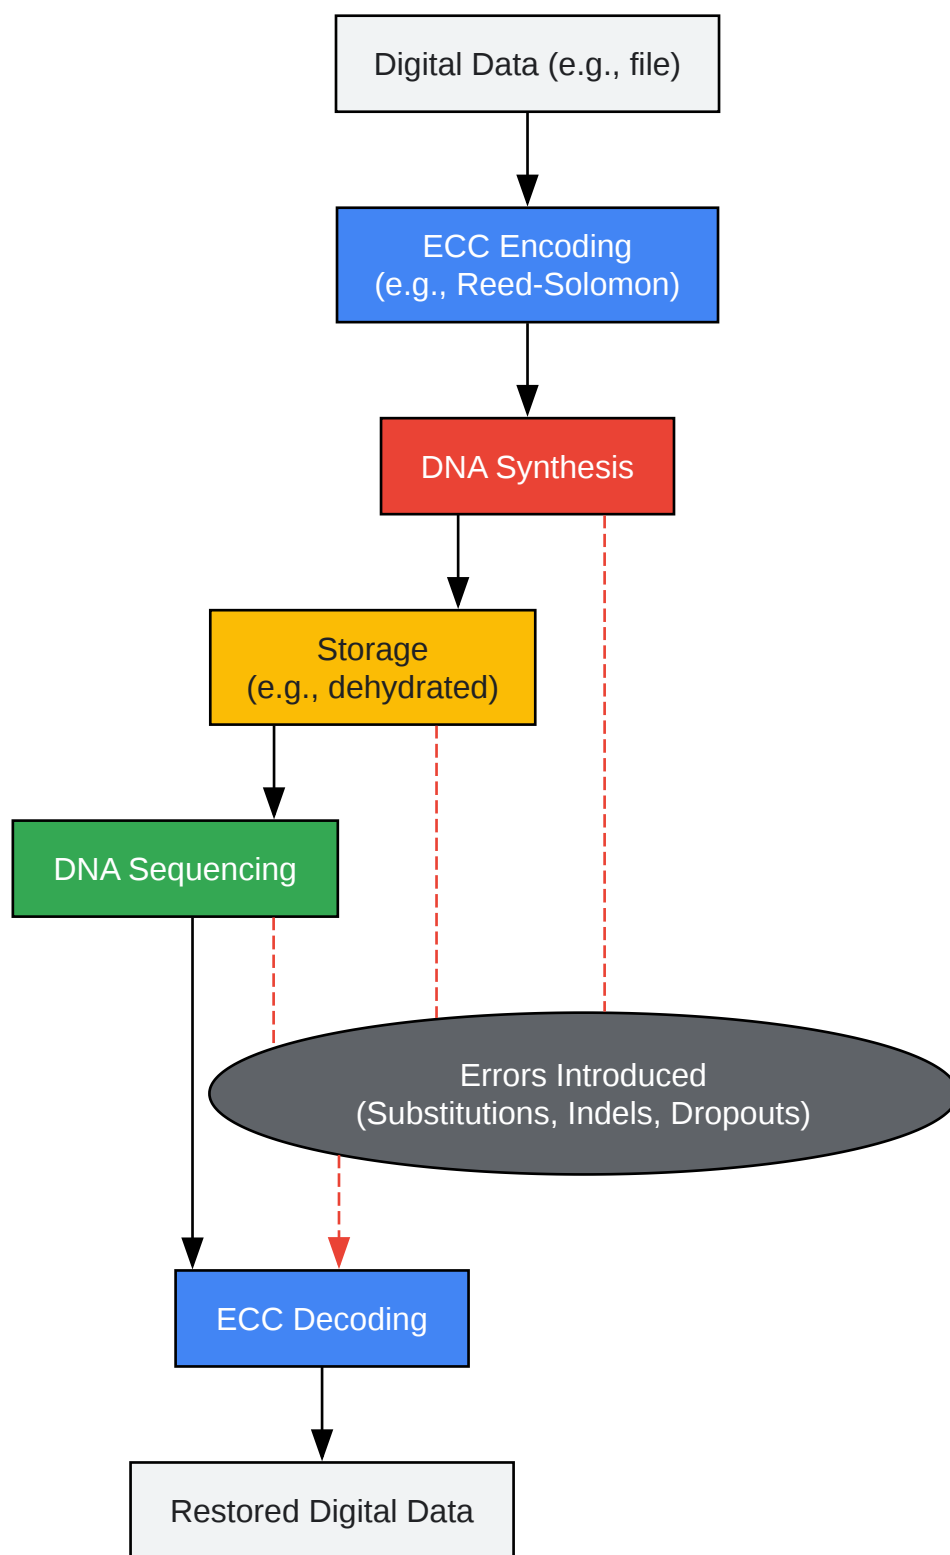 Digital Data (e.g., file)
ECC Encoding
(e.g., Reed-Solomon)
DNA Synthesis
Storage
(e.g., dehydrated)
DNA Sequencing
Errors Introduced
(Substitutions, Indels, Dropouts)
ECC Decoding
Restored Digital Data